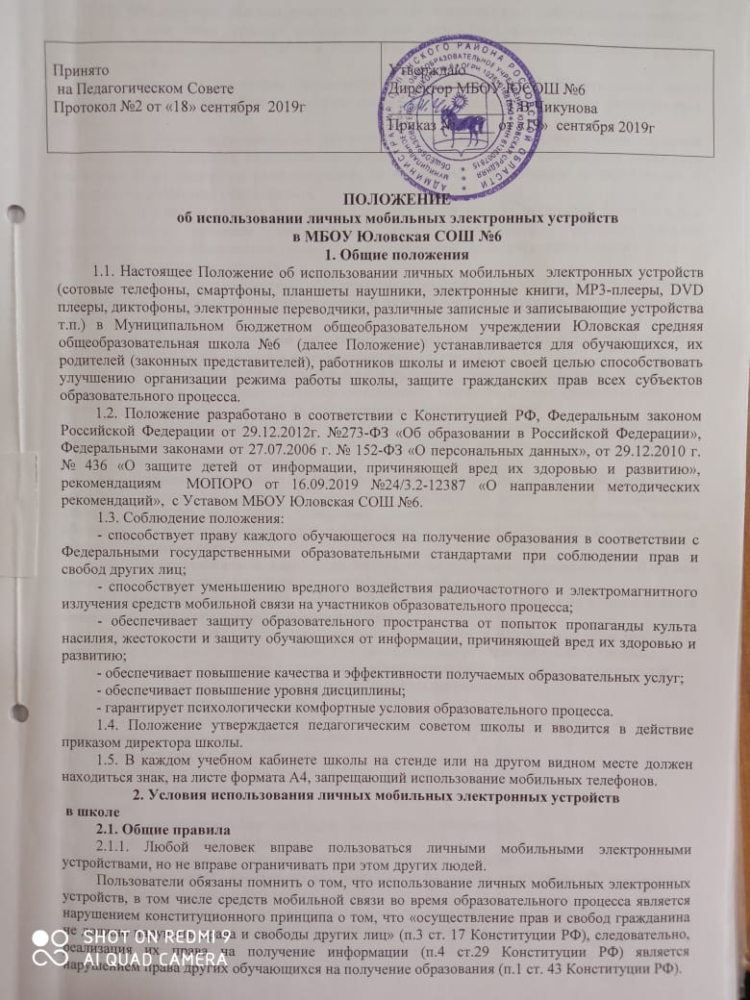 Принято
на Педагогическом Совете
Протокол №2 от «18» сентября 2019г
Утверждаю
Директор МБОУ ЮСОШ №6
Т.В.Чикунова
Приказ № от «19» сентября 2019г
АДМИНИСТРАЦИЯ РАЙОНА РОСТОВСКОЙ ОБЛАСТИ
ПОЛОЖЕНИЕ
об использовании личных мобильных электронных устройств
в МБОУ Юловская СОШ №6
1. Общие положения
1.1. Настоящее Положение об использовании личных мобильных электронных устройств
(сотовые телефоны, смартфоны, планшеты наушники, электронные книги, MP3-плееры, DVD
плееры, диктофоны, электронные переводчики, различные записные и записывающие устройства
т.п.) в Муниципальном бюджетном общеобразовательном учреждении Юловская средняя
общеобразовательная школа №6 (далее Положение) устанавливается для обучающихся, их
родителей (законных представителей), работников школы и имеют своей целью способствовать
улучшению организации режима работы школы, защите гражданских прав всех субъектов
образовательного процесса.
1.2. Положение разработано в соответствии с Конституцией РФ, Федеральным законом
Российской Федерации от 29.12.2012г. №273-ФЗ «Об образовании в Российской Федерации»,
Федеральными законами от 27.07.2006 г. № 152-ФЗ «О персональных данных», от 29.12.2010 г.
№ 436 «О защите детей от информации, причиняющей вред их здоровью и развитию»,
рекомендациям МОПОРО от 16.09.2019 №24/3.2-12387 «О направлении методических
рекомендаций», с Уставом МБОУ Юловская СОШ №6.
1.3. Соблюдение положения:
- способствует праву каждого обучающегося на получение образования в соответствии с
Федеральными государственными образовательными стандартами при соблюдении прав и
свобод других лиц;
- способствует уменьшению вредного воздействия радиочастотного и электромагнитного
излучения средств мобильной связи на участников образовательного процесса;
- обеспечивает защиту образовательного пространства от попыток пропаганды культа
насилия, жестокости и защиту обучающихся от информации, причиняющей вред их здоровью и
развитию;
- обеспечивает повышение качества и эффективности получаемых образовательных услуг;
- обеспечивает повышение уровня дисциплины;
- гарантирует психологически комфортные условия образовательного процесса.
1.4. Положение утверждается педагогическим советом школы и вводится в действие
приказом директора школы.
1.5. В каждом учебном кабинете школы на стенде или на другом видном месте должен
находиться знак, на листе формата А4, запрещающий использование мобильных телефонов.
2. Условия использования личных мобильных электронных устройств
в школе
2.1. Общие правила
2.1.1. Любой человек вправе пользоваться личными мобильными электронными
устройствами, но не вправе ограничивать при этом других людей.
Пользователи обязаны помнить о том, что использование личных мобильных электронных
устройств, в том числе средств мобильной связи во время образовательного процесса является
нарушением конституционного принципа о том, что «осуществление прав и свобод гражданина
не должно нарушать права и свободы других лиц» (п.3 ст. 17 Конституции РФ), следовательно,
реализация их права на получение информации (п.4 ст.29 Конституции РФ) является
нарушением права других обучающихся на получение образования (п.1 ст. 43 Конституции РФ).
SHOT ON REDMI 9
AI QUAD CAMERA